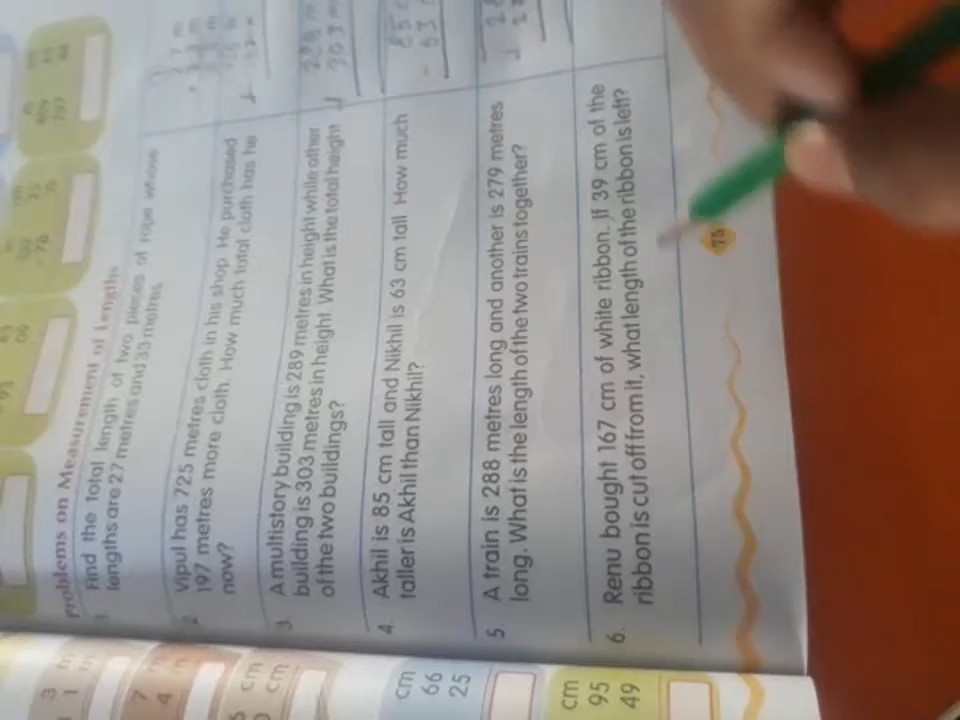 Problems on Measurement of Lengths
1. Find the total length of two pieces of rope whose
lengths are 27 metres and 33 metres
2. Vipul has 725 metres cloth in his shop He purchased
197 metres more cloth. How much total cloth has he
now?
3. A multistory building is 289 metres in height while other
building is 303 metres in height What is the total height
of the two buildings?
4. Akhil is 85 cm tall and Nikhil is 63 cm tall How much
taller is Akhil than Nikhil?
5. A train is 288 metres long and another is 279 metres
long. What is the length of the two trains together?
6. Renu bought 167 cm of white ribbon. If 39 cm of the
ribbon is cut off from it, what length of the ribbon is left?
75
cm
66
25
cm
95
49